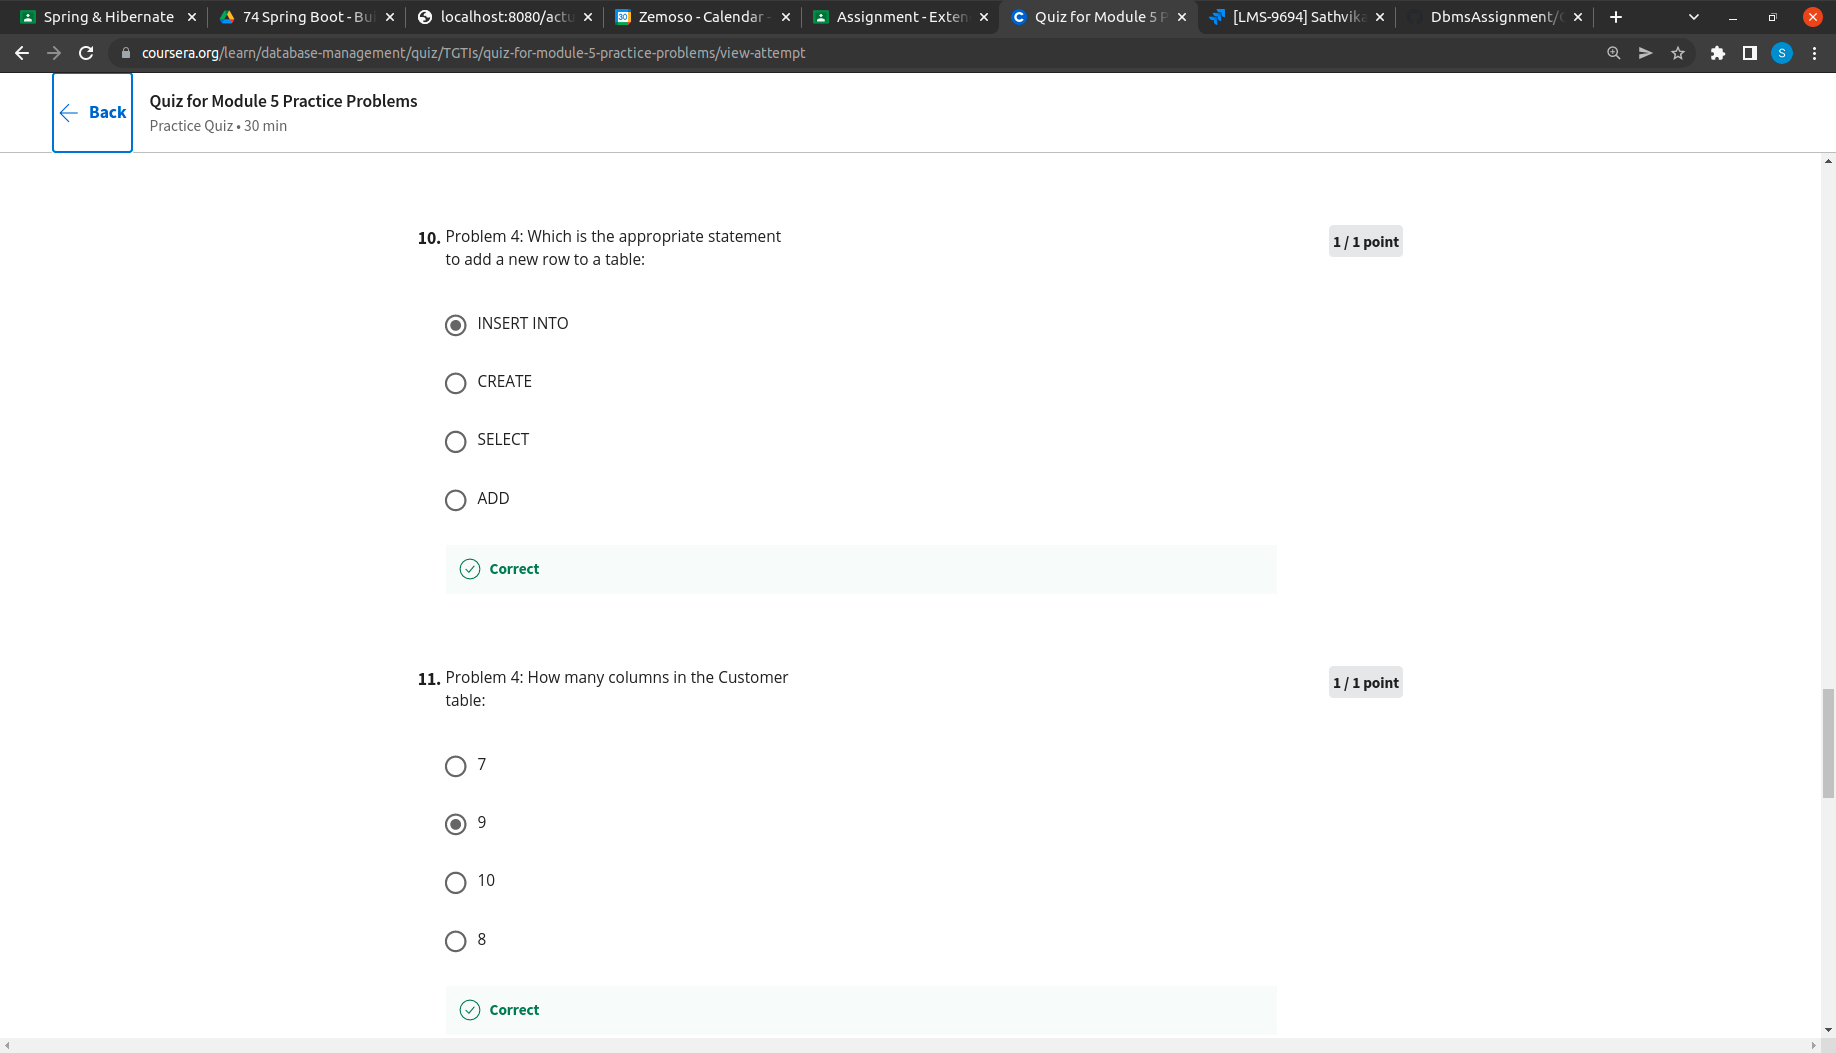 Spring & Hibernate
74 Spring Boot - Bui
localhost:8080/actu
Zemoso - Calendar -
Assignment - Exten
Quiz for Module 5 P
[LMS-9694] Sathvika
DbmsAssignment/
coursera.org/learn/database-management/quiz/TGTIs/quiz-for-module-5-practice-problems/view-attempt
S
Back
Quiz for Module 5 Practice Problems
Practice Quiz • 30 min
10. Problem 4: Which is the appropriate statement
to add a new row to a table:
1 / 1 point
INSERT INTO
CREATE
SELECT
ADD
Correct
11. Problem 4: How many columns in the Customer
table:
1 / 1 point
7
9
10
8
Correct